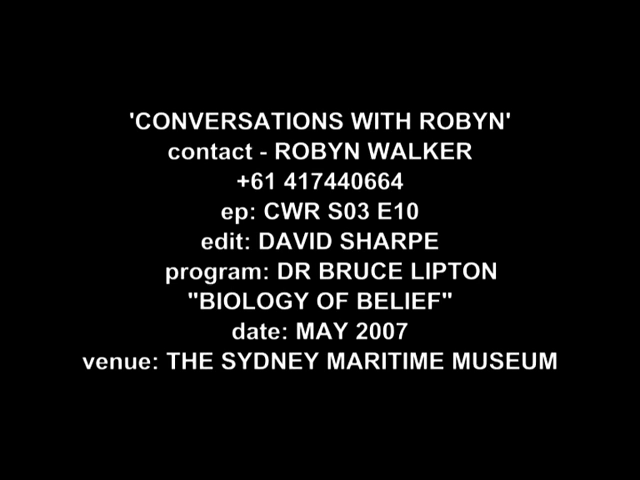 'CONVERSATIONS WITH ROBYN'
contact - ROBYN WALKER
+61 417440664
ep: CWR S03 E10
edit: DAVID SHARPE
program: DR BRUCE LIPTON
"BIOLOGY OF BELIEF"
date: MAY 2007
venue: THE SYDNEY MARITIME MUSEUM